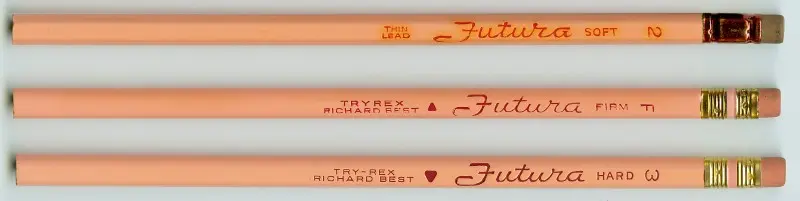 THIN
LEAD
Futura SOFT 2
TRYREX
RICHARD BEST
Futura FIRM F
TRY-REX
RICHARD BEST
Futura HARD 3